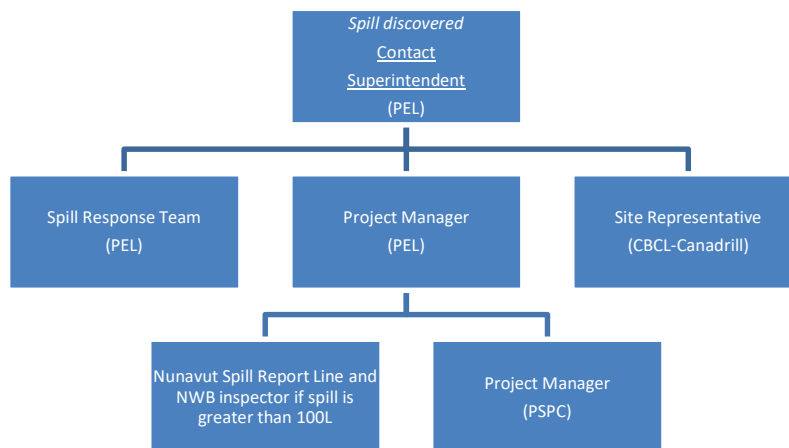 Spill discovered
Contact
Superintendent
(PEL)
Spill Response Team
(PEL)
Project Manager
(PEL)
Site Representative
(CBCL-Canadrill)
Nunavut Spill Report Line and
NWB inspector if spill is
greater than 100L
Project Manager
(PSPC)